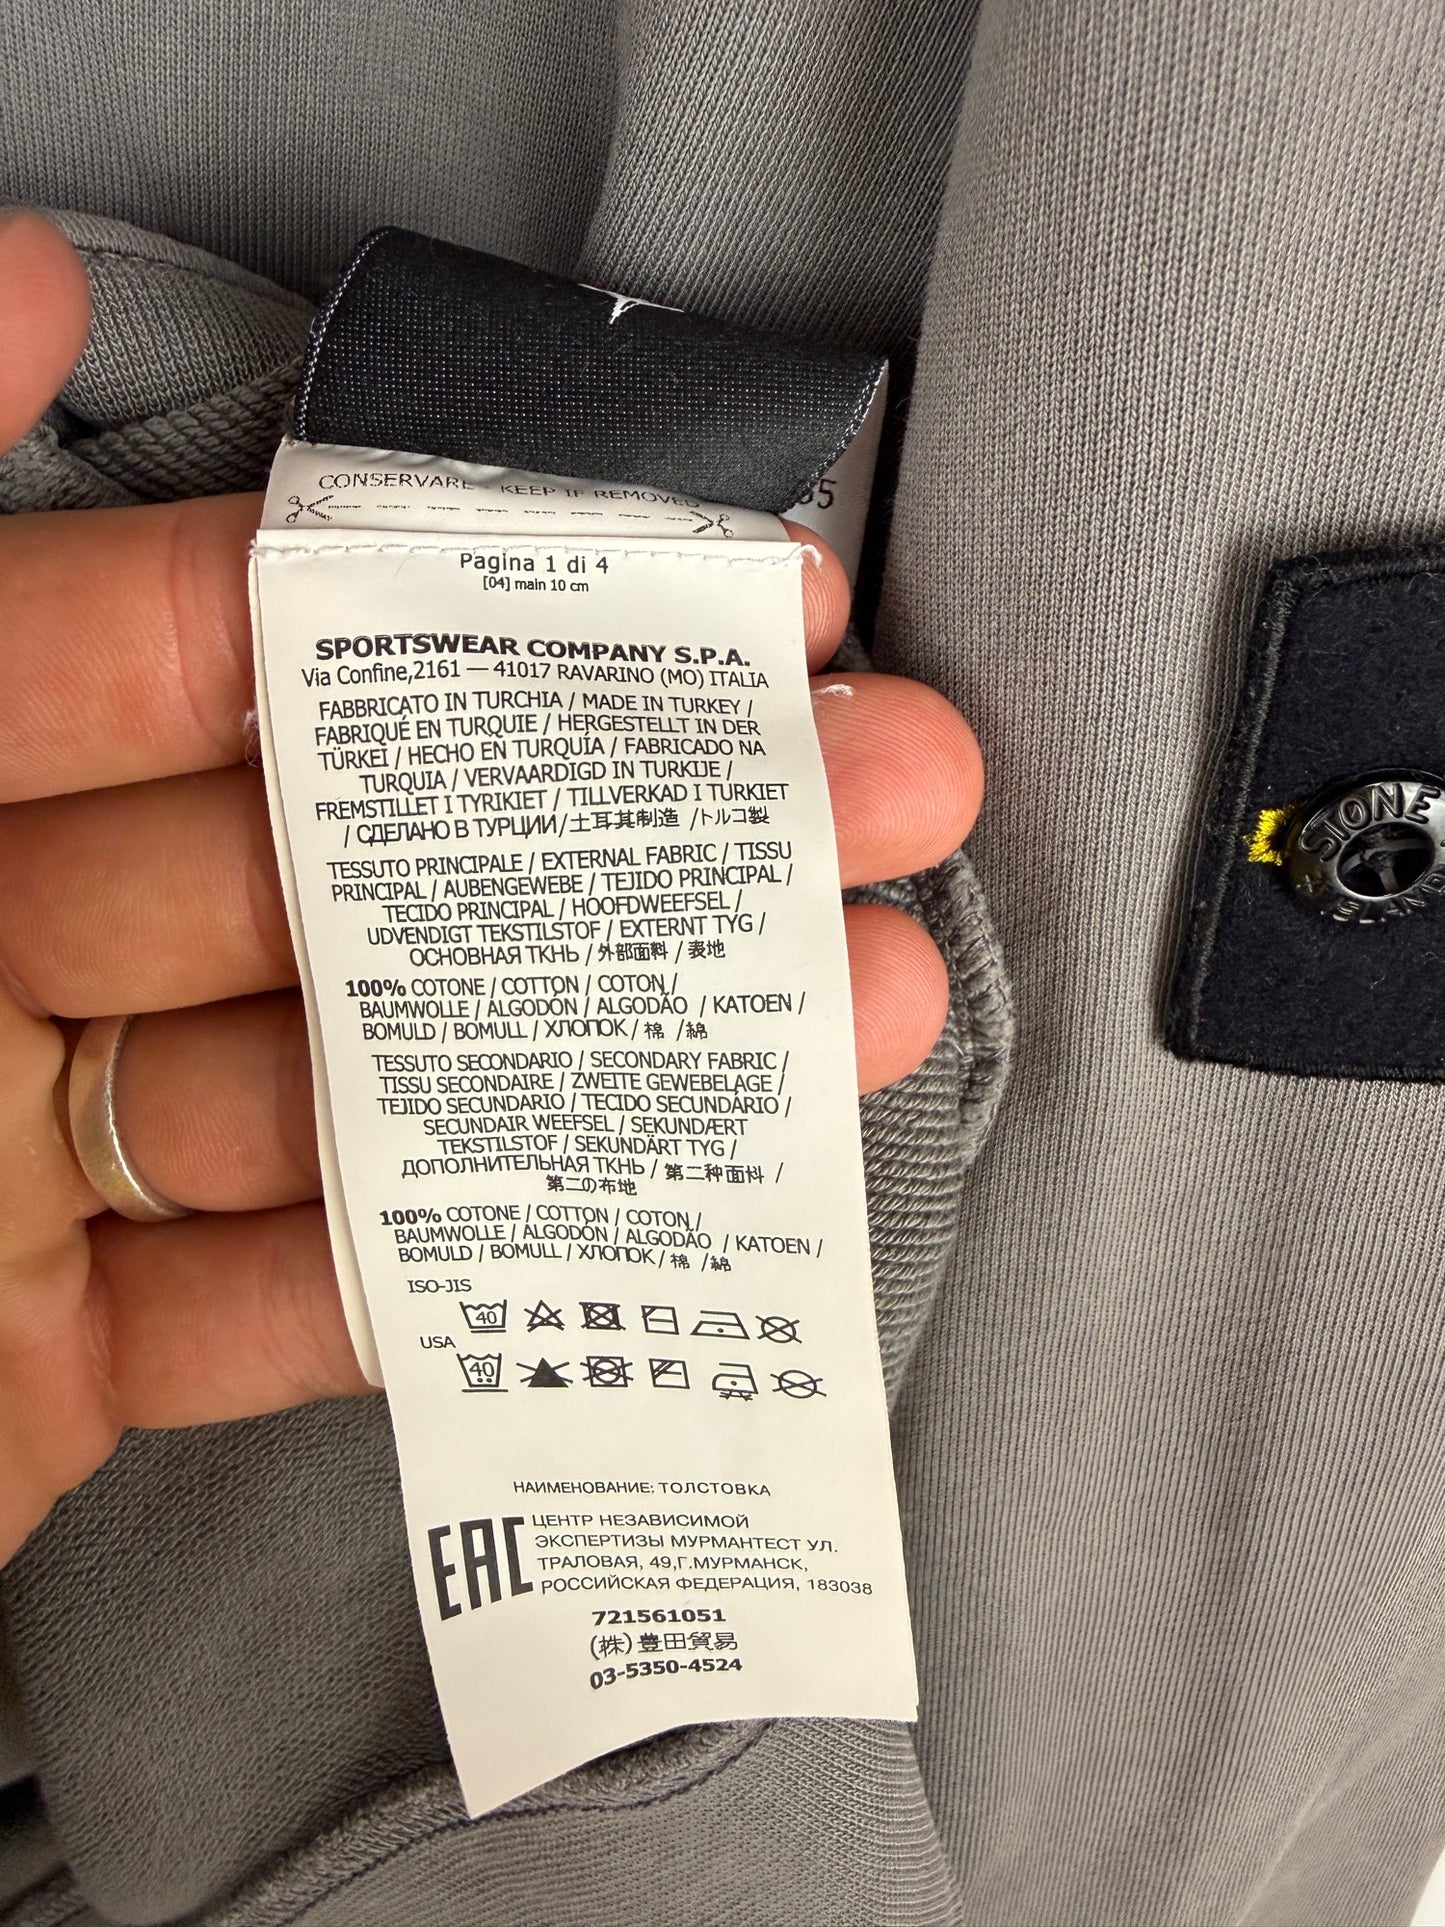 CONSERVARE - KEEP IF REMOVED
Pagina 1 di 4
[04] main 10 cm
SPORTSWEAR COMPANY S.P.A.
Via Confine,2161 — 41017 RAVARINO (MO) ITALIA
FABBRICATO IN TURCHIA / MADE IN TURKEY /
FABRIQUÉ EN TURQUIE / HERGESTELLT IN DER
TÜRKEI / HECHO EN TURQUÍA / FABRICADO NA
TURQUIA / VERVAARDIGD IN TURKIJE /
FREMSTILLET I TYRIKIET / TILLVERKAD I TURKIET
/ СДЕЛАНО В ТУРЦИИ/土耳其制造 /トルコ製
TESSUTO PRINCIPALE / EXTERNAL FABRIC / TISSU
PRINCIPAL / AUBENGEWEBE / TEJIDO PRINCIPAL /
TECIDO PRINCIPAL / HOOFDWEEFSEL /
UDVENDIGT TEKSTILSTOF / EXTERNT TYG /
ОСНОВНАЯ ТКНЬ / 外部面料 / 表地
100% COTONE / COTTON / COTON /
BAUMWOLLE / ALGODÓN / ALGODÃO / KATOEN /
BOMULD / BOMULL / ХЛОПОК / 棉 /綿
TESSUTO SECONDARIO / SECONDARY FABRIC /
TISSU SECONDAIRE / ZWEITE GEWEBELAGE /
TEJIDO SECUNDARIO / TECIDO SECUNDÁRIO /
SECUNDAIR WEEFSEL / SEKUNDÆRT
TEKSTILSTOF / SEKUNDÄRT TYG /
ДОПОЛНИТЕЛЬНАЯ ТКНЬ / 第二种面料 /
第二の布地
100% COTONE / COTTON / COTON /
BAUMWOLLE / ALGODÓN / ALGODÃO / KATOEN /
BOMULD / BOMULL / ХЛОПОК / 棉 /綿
ISO-JIS
40
USA
40
НАИМЕНОВАНИЕ: ТОЛСТОВКА
EAC
ЦЕНТР НЕЗАВИСИМОЙ
ЭКСПЕРТИЗЫ МУРМАНТЕСТ УЛ.
ТРАЛОВАЯ, 49,Г.МУРМАНСК,
РОССИЙСКАЯ ФЕДЕРАЦИЯ, 183038
721561051
(株) 豊田貿易
03-5350-4524
STONE
ISLAND